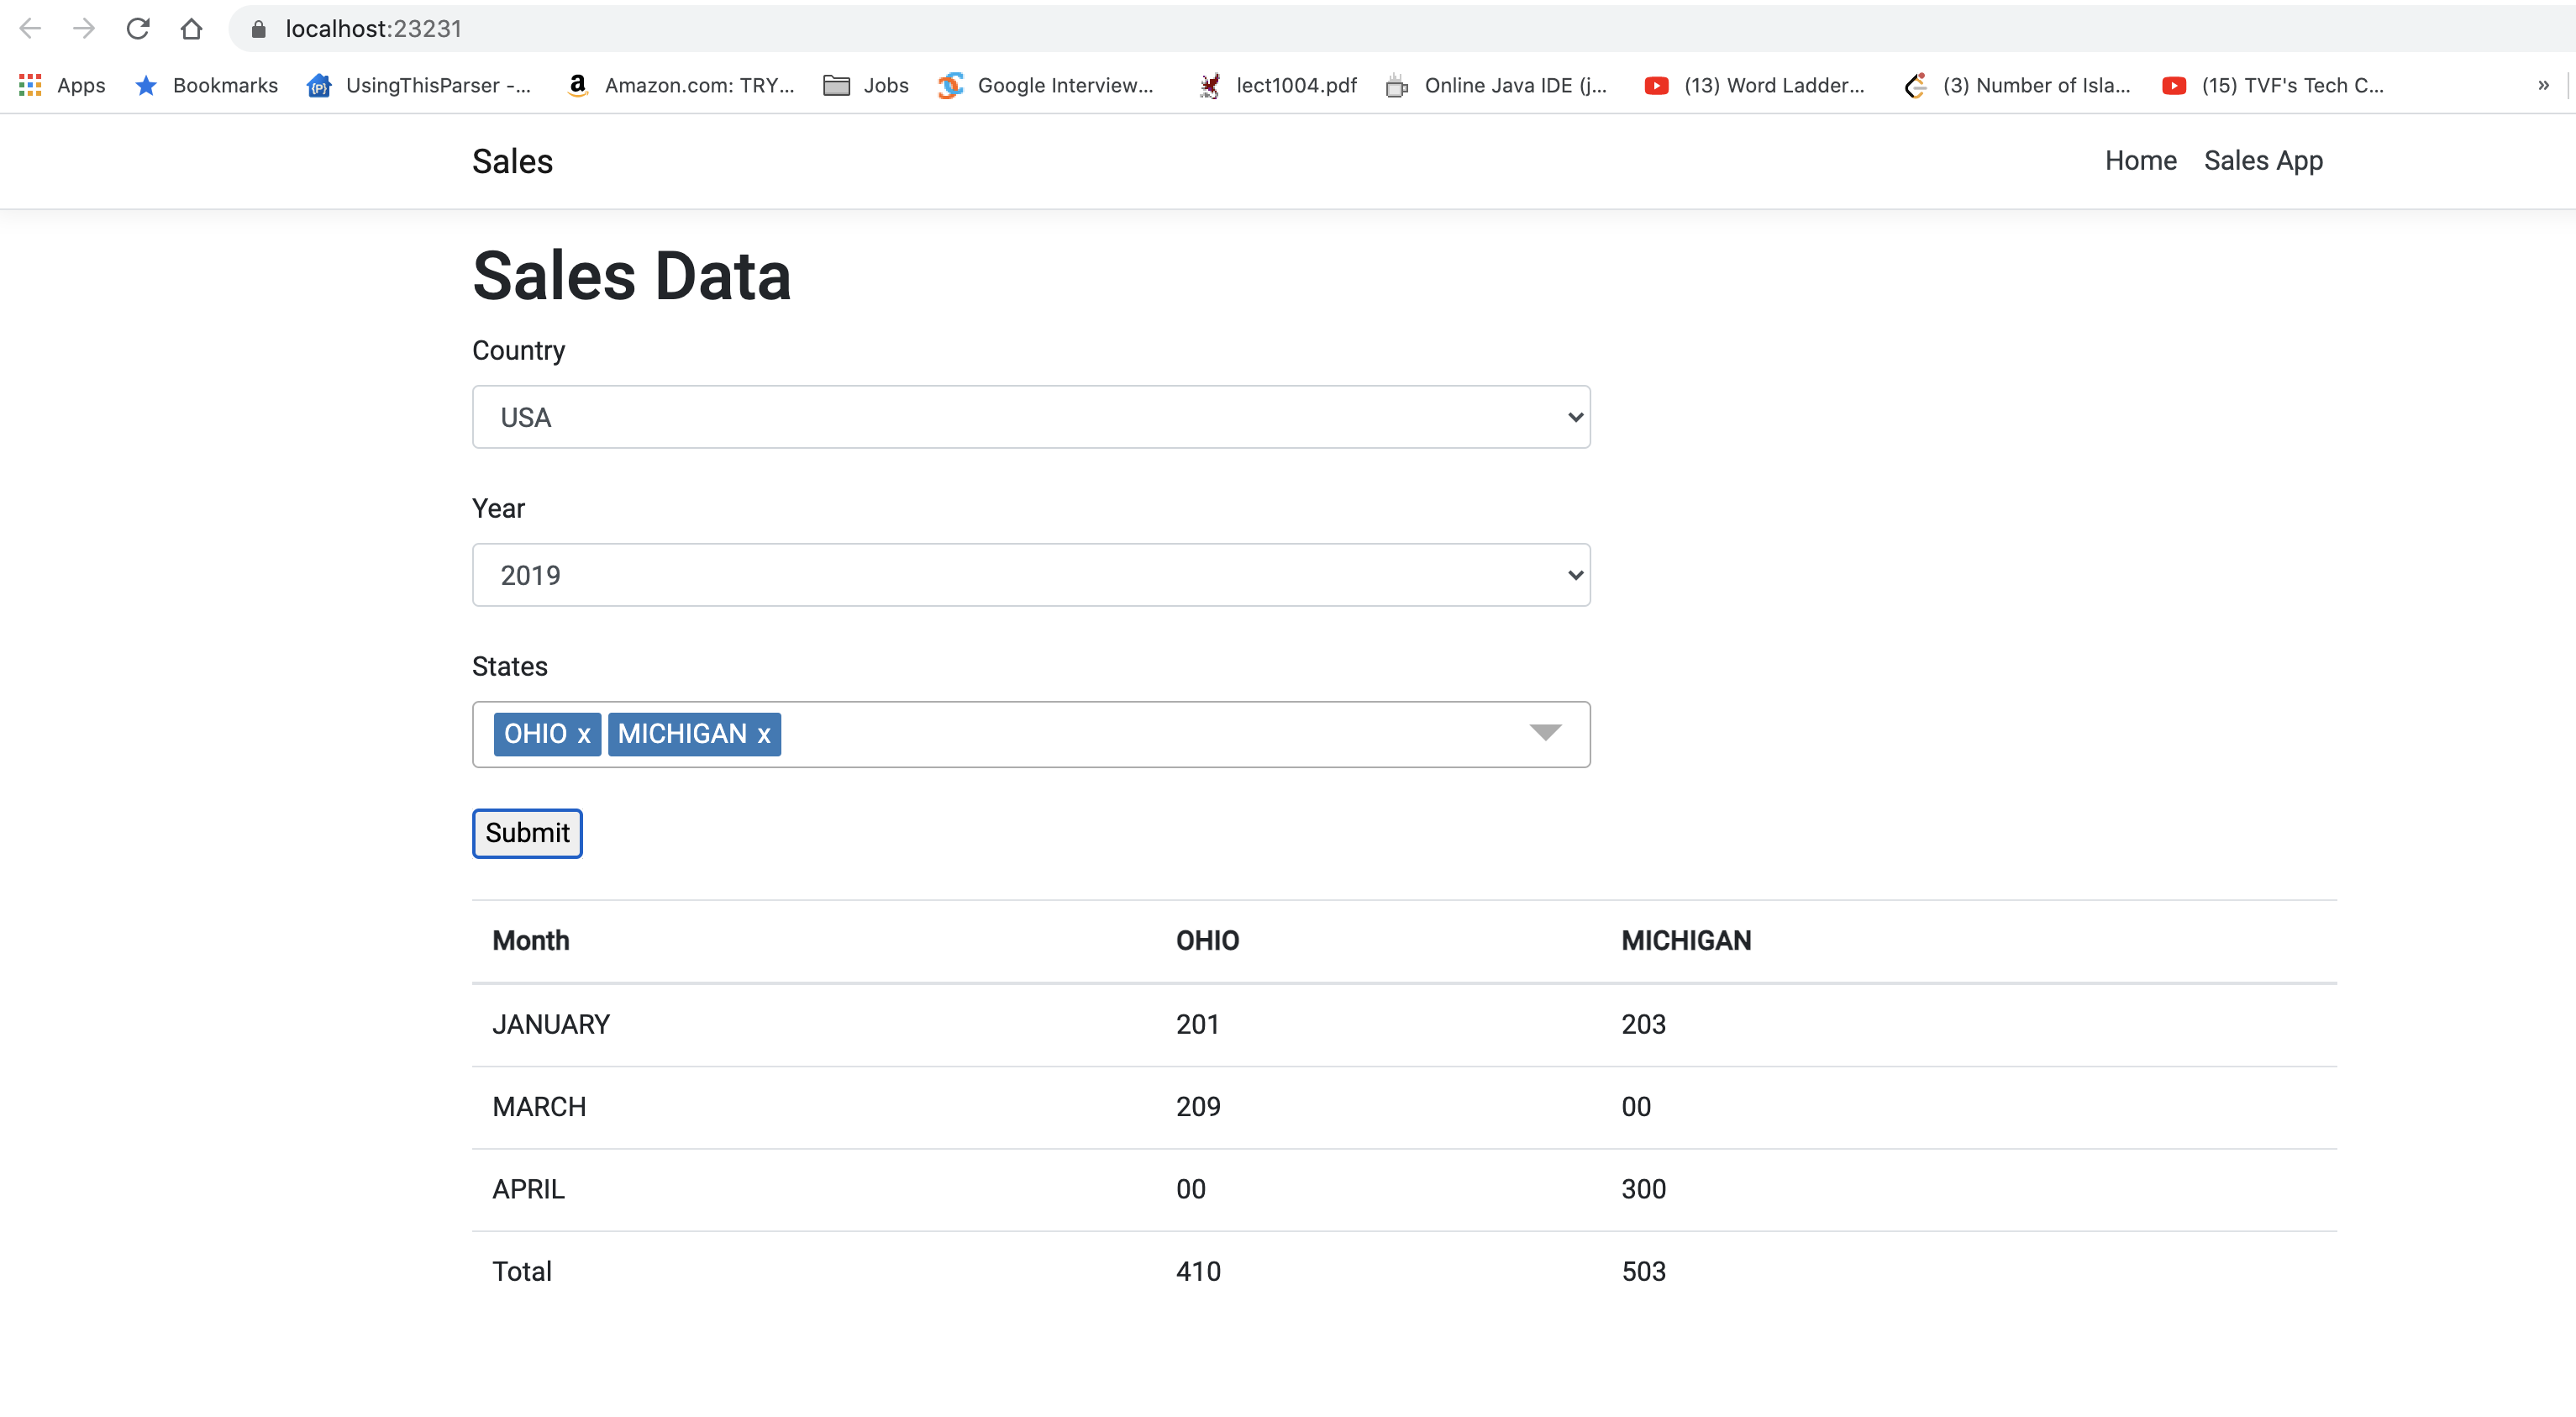 localhost:23231
Apps Bookmarks UsingThisParser -... Amazon.com: TRY... Jobs Google Interview... lect1004.pdf Online Java IDE (j... (13) Word Ladder... (3) Number of Isla... (15) TVF's Tech C... »
Sales Home Sales App
Sales Data
Country
USA
Year
2019
States
OHIO x MICHIGAN x
Submit
Month OHIO MICHIGAN
JANUARY 201 203
MARCH 209 00
APRIL 00 300
Total 410 503